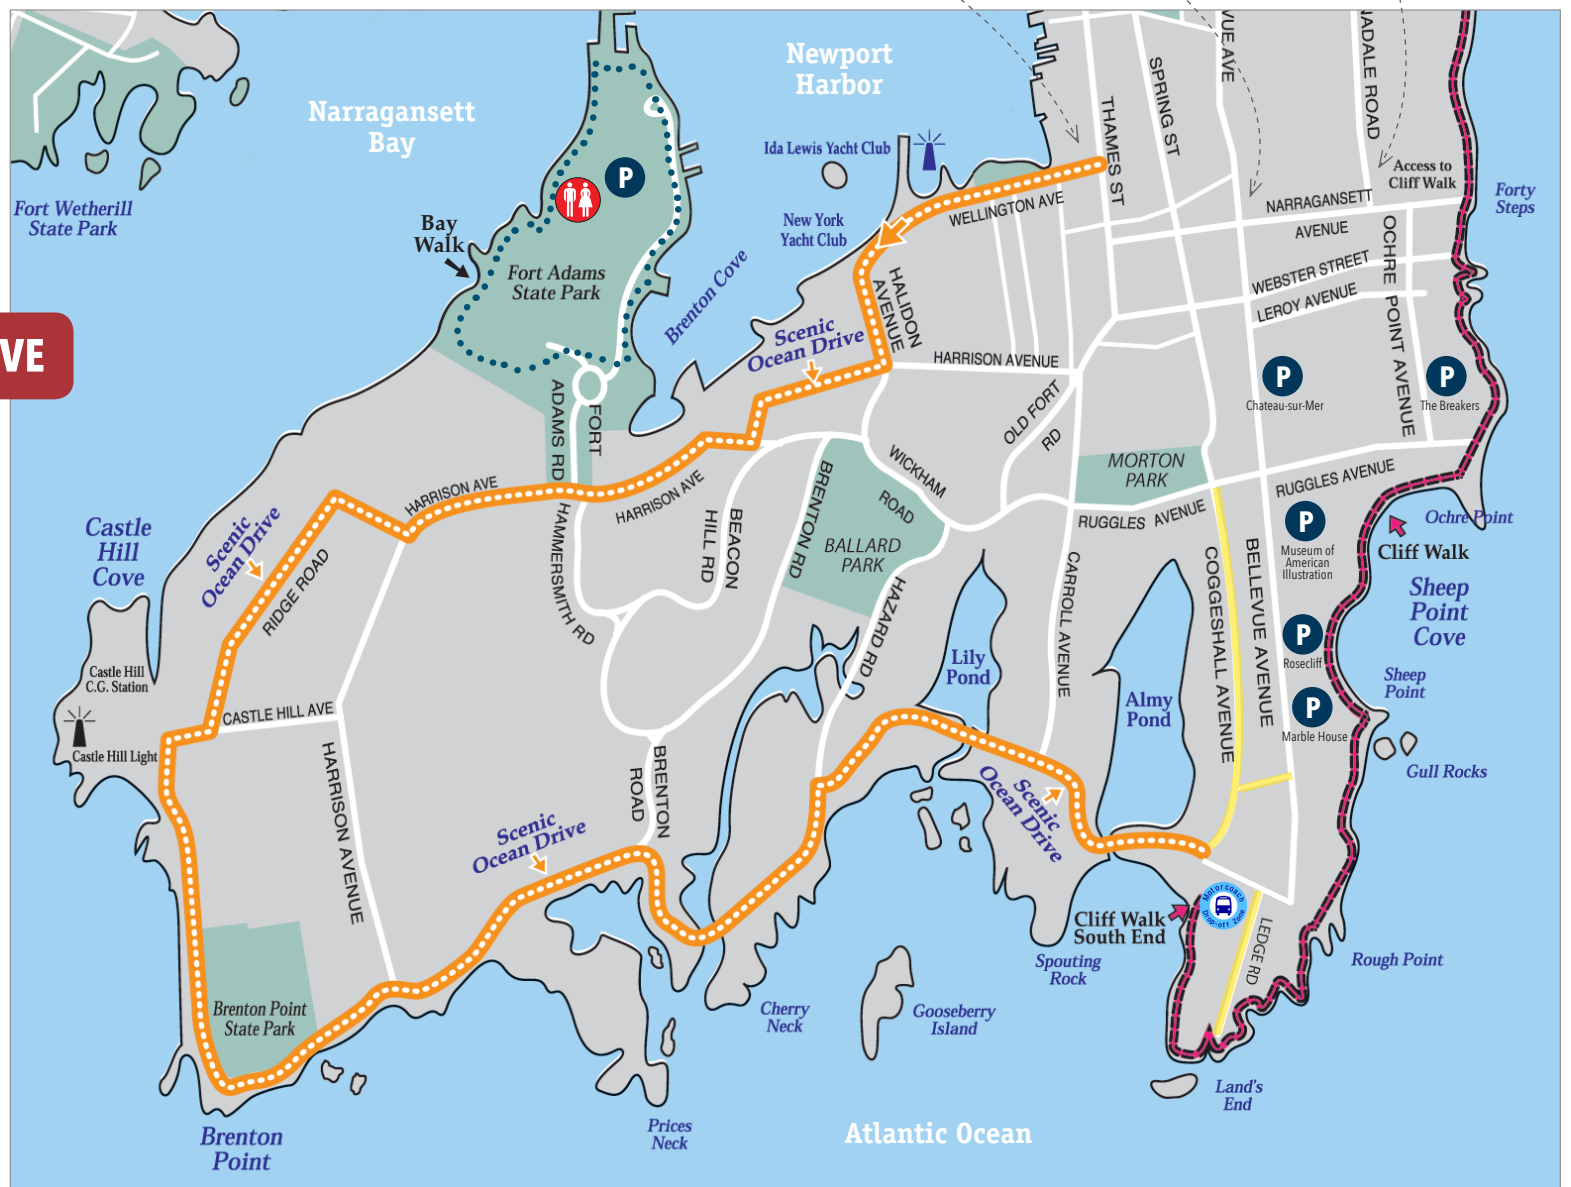 Newport
Harbor
Narragansett
Bay
VUE AVE
NADALE ROAD
SPRING ST
THAMES ST
Ida Lewis Yacht Club
P
Access to
Cliff Walk
Forty
Steps
Fort Wetherill
State Park
Bay
Walk
New York
Yacht Club
WELLINGTON AVE
NARRAGANSETT
AVENUE
OCHRE POINT AVENUE
WEBSTER STREET
LEROY AVENUE
Fort Adams
State Park
Brenton Cove
HALIDON
AVENUE
Scenic
Ocean Drive
VE
HARRISON AVENUE
P
Chateau-sur-Mer
P
The Breakers
FORT
ADAMS RD
OLD FORT
RD
WICKHAM
ROAD
MORTON
PARK
RUGGLES AVENUE
RUGGLES AVENUE
HARRISON AVE
HARRISON AVE
BRENTON RD
BEACON
HILL RD
HAMMERSMITH RD
BALLARD
PARK
HAZARD RD
CARROLL AVENUE
COGGESHALL AVENUE
BELLEVUE AVENUE
P
Museum of
American
Illustration
Ochre Point
Cliff Walk
Castle
Hill
Cove
Scenic
Ocean Drive
RIDGE ROAD
Sheep
Point
Cove
P
Rosecliff
Sheep
Point
Castle Hill
C.G. Station
Lily
Pond
Almy
Pond
P
Marble House
CASTLE HILL AVE
Castle Hill Light
Gull Rocks
HARRISON AVENUE
BRENTON
ROAD
Scenic
Ocean Drive
Scenic
Ocean Drive
Motorcoach
Drop-off Zone
Cliff Walk
South End
LEDGE RD
Spouting
Rock
Rough Point
Brenton Point
State Park
Cherry
Neck
Gooseberry
Island
Land's
End
Prices
Neck
Atlantic Ocean
Brenton
Point